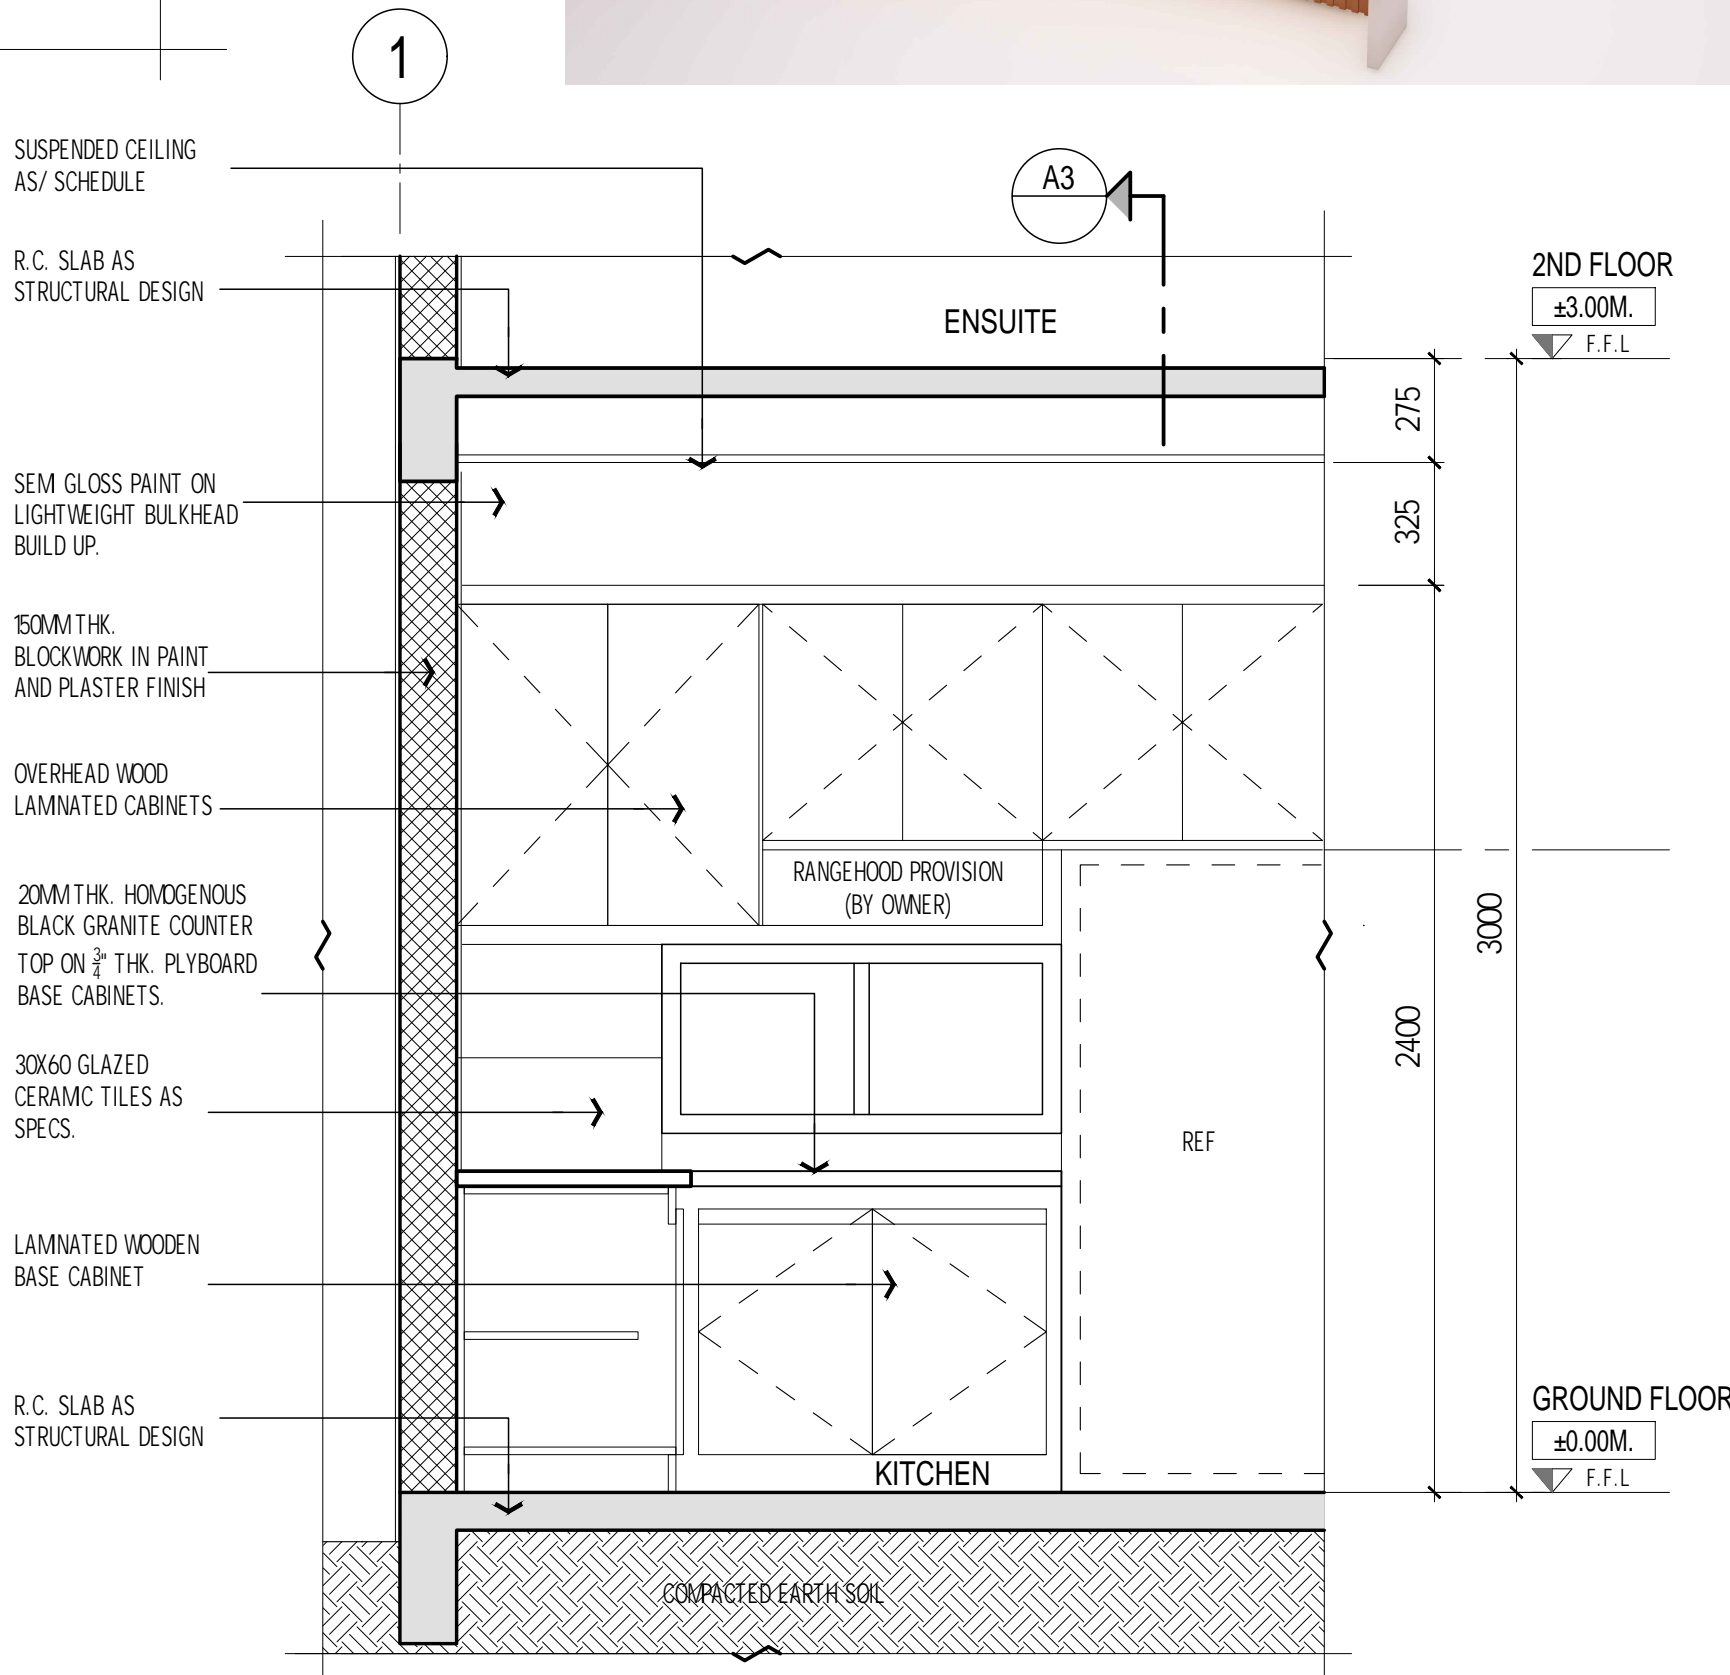 1
SUSPENDED CEILING
AS/ SCHEDULE
A3
R.C. SLAB AS
STRUCTURAL DESIGN
2ND FLOOR
±3.00M.
F.F.L
ENSUITE
275
SEMI GLOSS PAINT ON
LIGHTWEIGHT BULKHEAD
BUILD UP.
325
150MM THK.
BLOCKWORK IN PAINT
AND PLASTER FINISH
OVERHEAD WOOD
LAMINATED CABINETS
RANGEHOOD PROVISION
(BY OWNER)
20MM THK. HOMOGENOUS
BLACK GRANITE COUNTER
TOP ON 3/4" THK. PLYBOARD
BASE CABINETS.
3000
2400
30X60 GLAZED
CERAMIC TILES AS
SPECS.
REF
LAMINATED WOODEN
BASE CABINET
R.C. SLAB AS
STRUCTURAL DESIGN
GROUND FLOOR
±0.00M.
F.F.L
KITCHEN
COMPACTED EARTH SOIL